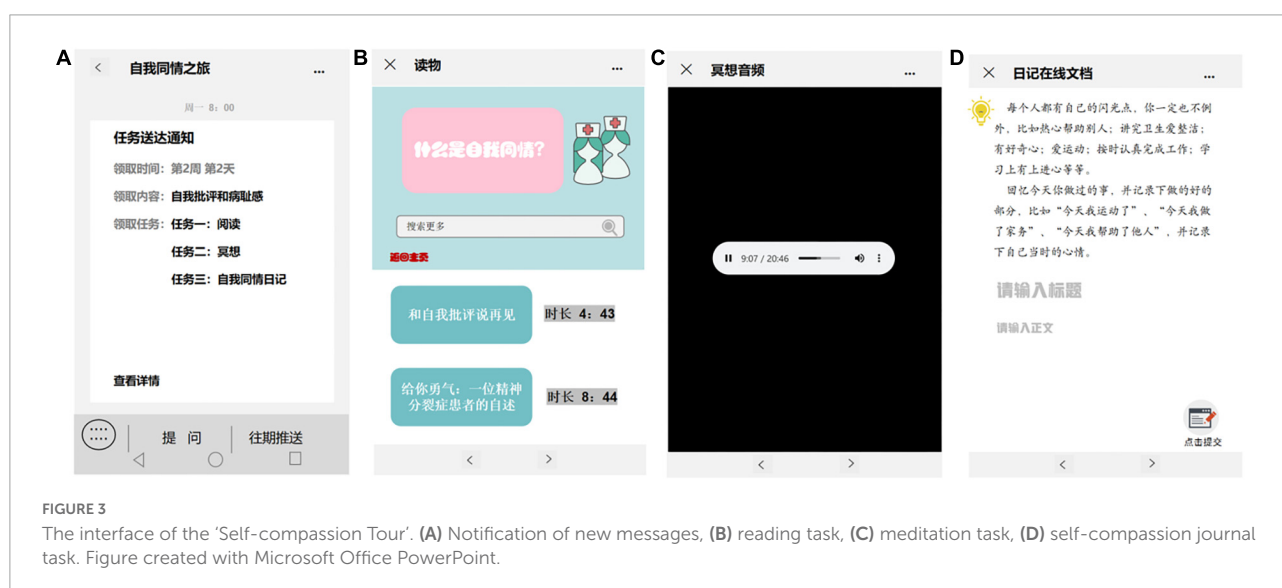 A
自我同情之旅
...
周一 8：00
任务送达通知
领取时间：第2周 第2天
领取内容：自我批评和病耻感
领取任务：任务一：阅读
任务二：冥想
任务三：自我同情日记
查看详情
提 问
往期推送
B
读物
...
什么是自我同情?
搜索更多
返回主页
和自我批评说再见
时长 4：43
给你勇气：一位精神
分裂症患者的自述
时长 8：44
C
冥想音频
...
9:07 / 20:46
D
日记在线文档
...
每个人都有自己的闪光点，你一定也不例
外，比如热心帮助别人；讲究卫生爱整洁；
有好奇心；爱运动；按时认真完成工作；学
习上有上进心等等。
回忆今天你做过的事，并记录下做的好的
部分，比如“今天我运动了”、“今天我做
了家务”、“今天我帮助了他人”，并记录
下自己当时的心情。
请输入标题
请输入正文
点击提交
FIGURE 3
The interface of the ‘Self-compassion Tour’. (A) Notification of new messages, (B) reading task, (C) meditation task, (D) self-compassion journal
task. Figure created with Microsoft Office PowerPoint.